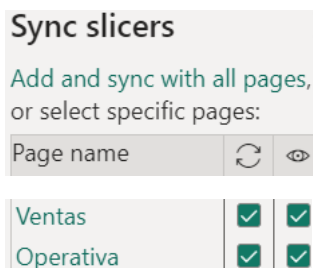 Sync slicers
Add and sync with all pages,
or select specific pages:
Page name
Ventas
Operativa